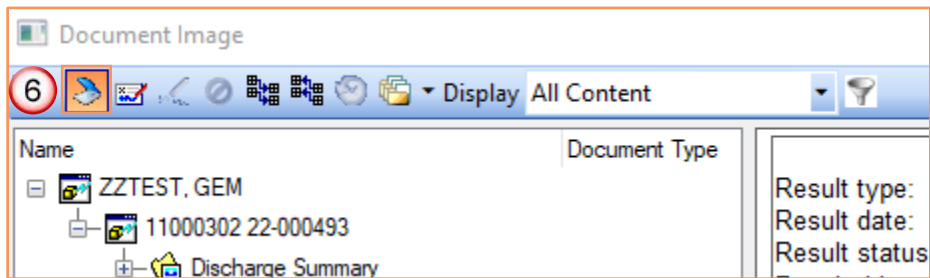 Document Image
6 Display All Content
Name Document Type
ZZTEST, GEM
11000302 22-000493
Discharge Summary
Result type:
Result date:
Result status